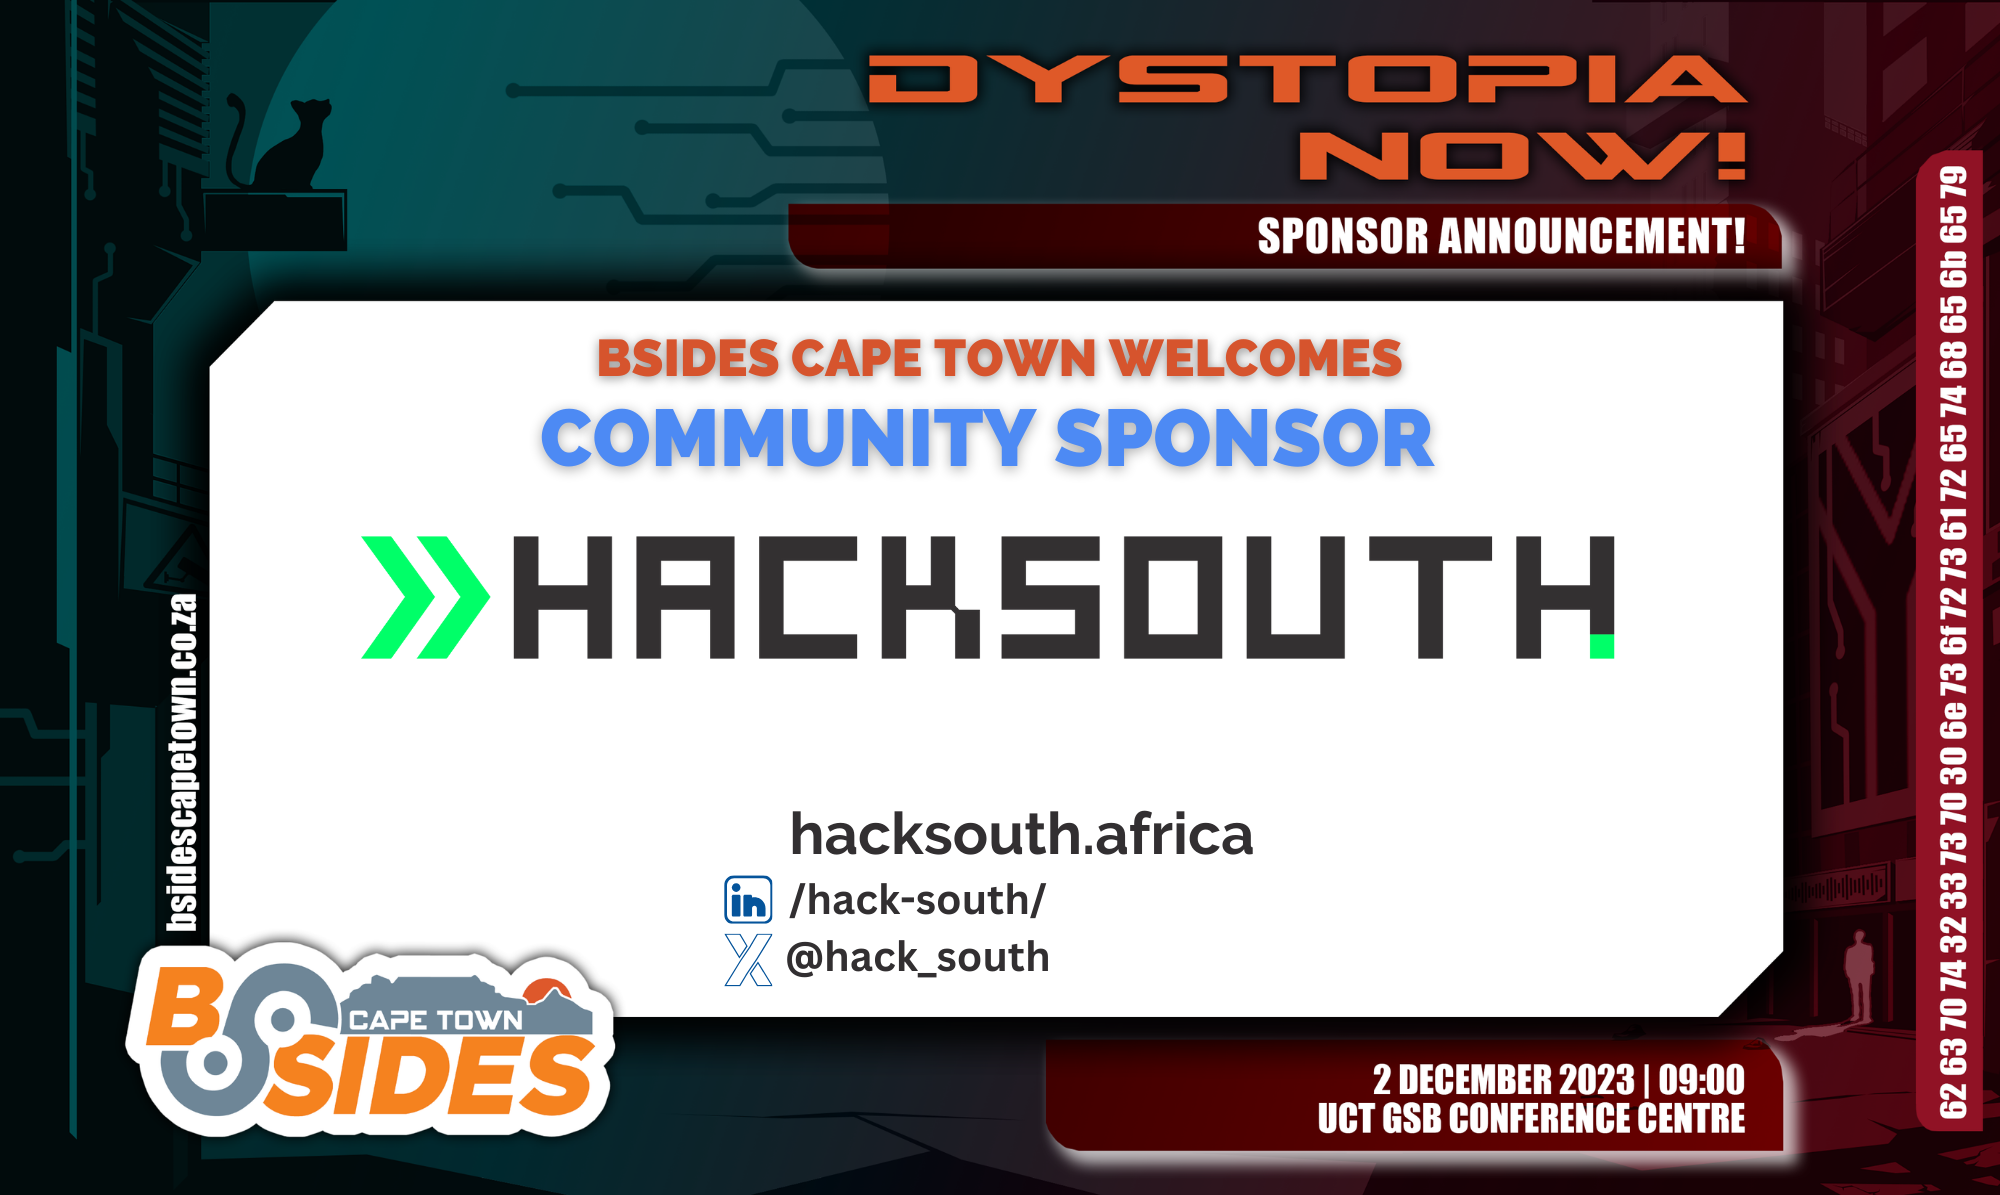 DYSTOPIA
NOW!
SPONSOR ANNOUNCEMENT!
BSIDES CAPE TOWN WELCOMES
COMMUNITY SPONSOR
HACKSOUTH
hacksouth.africa
in /hack-south/
X @hack_south
bsidescapetown.co.za
B
CAPE TOWN
SIDES
2 DECEMBER 2023 | 09:00
UCT GSB CONFERENCE CENTRE
62 63 70 74 32 33 73 70 30 6e 73 6f 72 73 61 72 65 74 68 65 6b 65 79